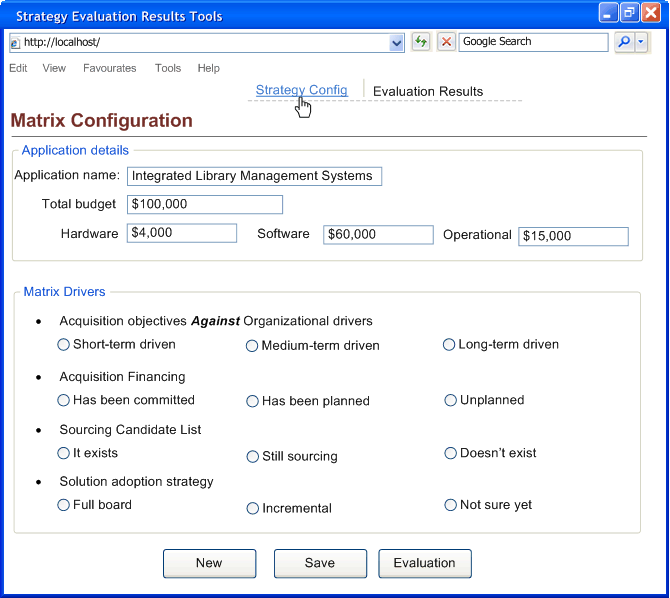 Strategy Evaluation Results Tools
http://localhost/ Google Search
Edit View Favourates Tools Help
Strategy Config Evaluation Results
Matrix Configuration
Application details
Application name: Integrated Library Management Systems
Total budget $100,000
Hardware $4,000 Software $60,000 Operational $15,000
Matrix Drivers
• Acquisition objectives Against Organizational drivers
Short-term driven Medium-term driven Long-term driven
• Acquisition Financing
Has been committed Has been planned Unplanned
• Sourcing Candidate List
It exists Still sourcing Doesn't exist
• Solution adoption strategy
Full board Incremental Not sure yet
New Save Evaluation